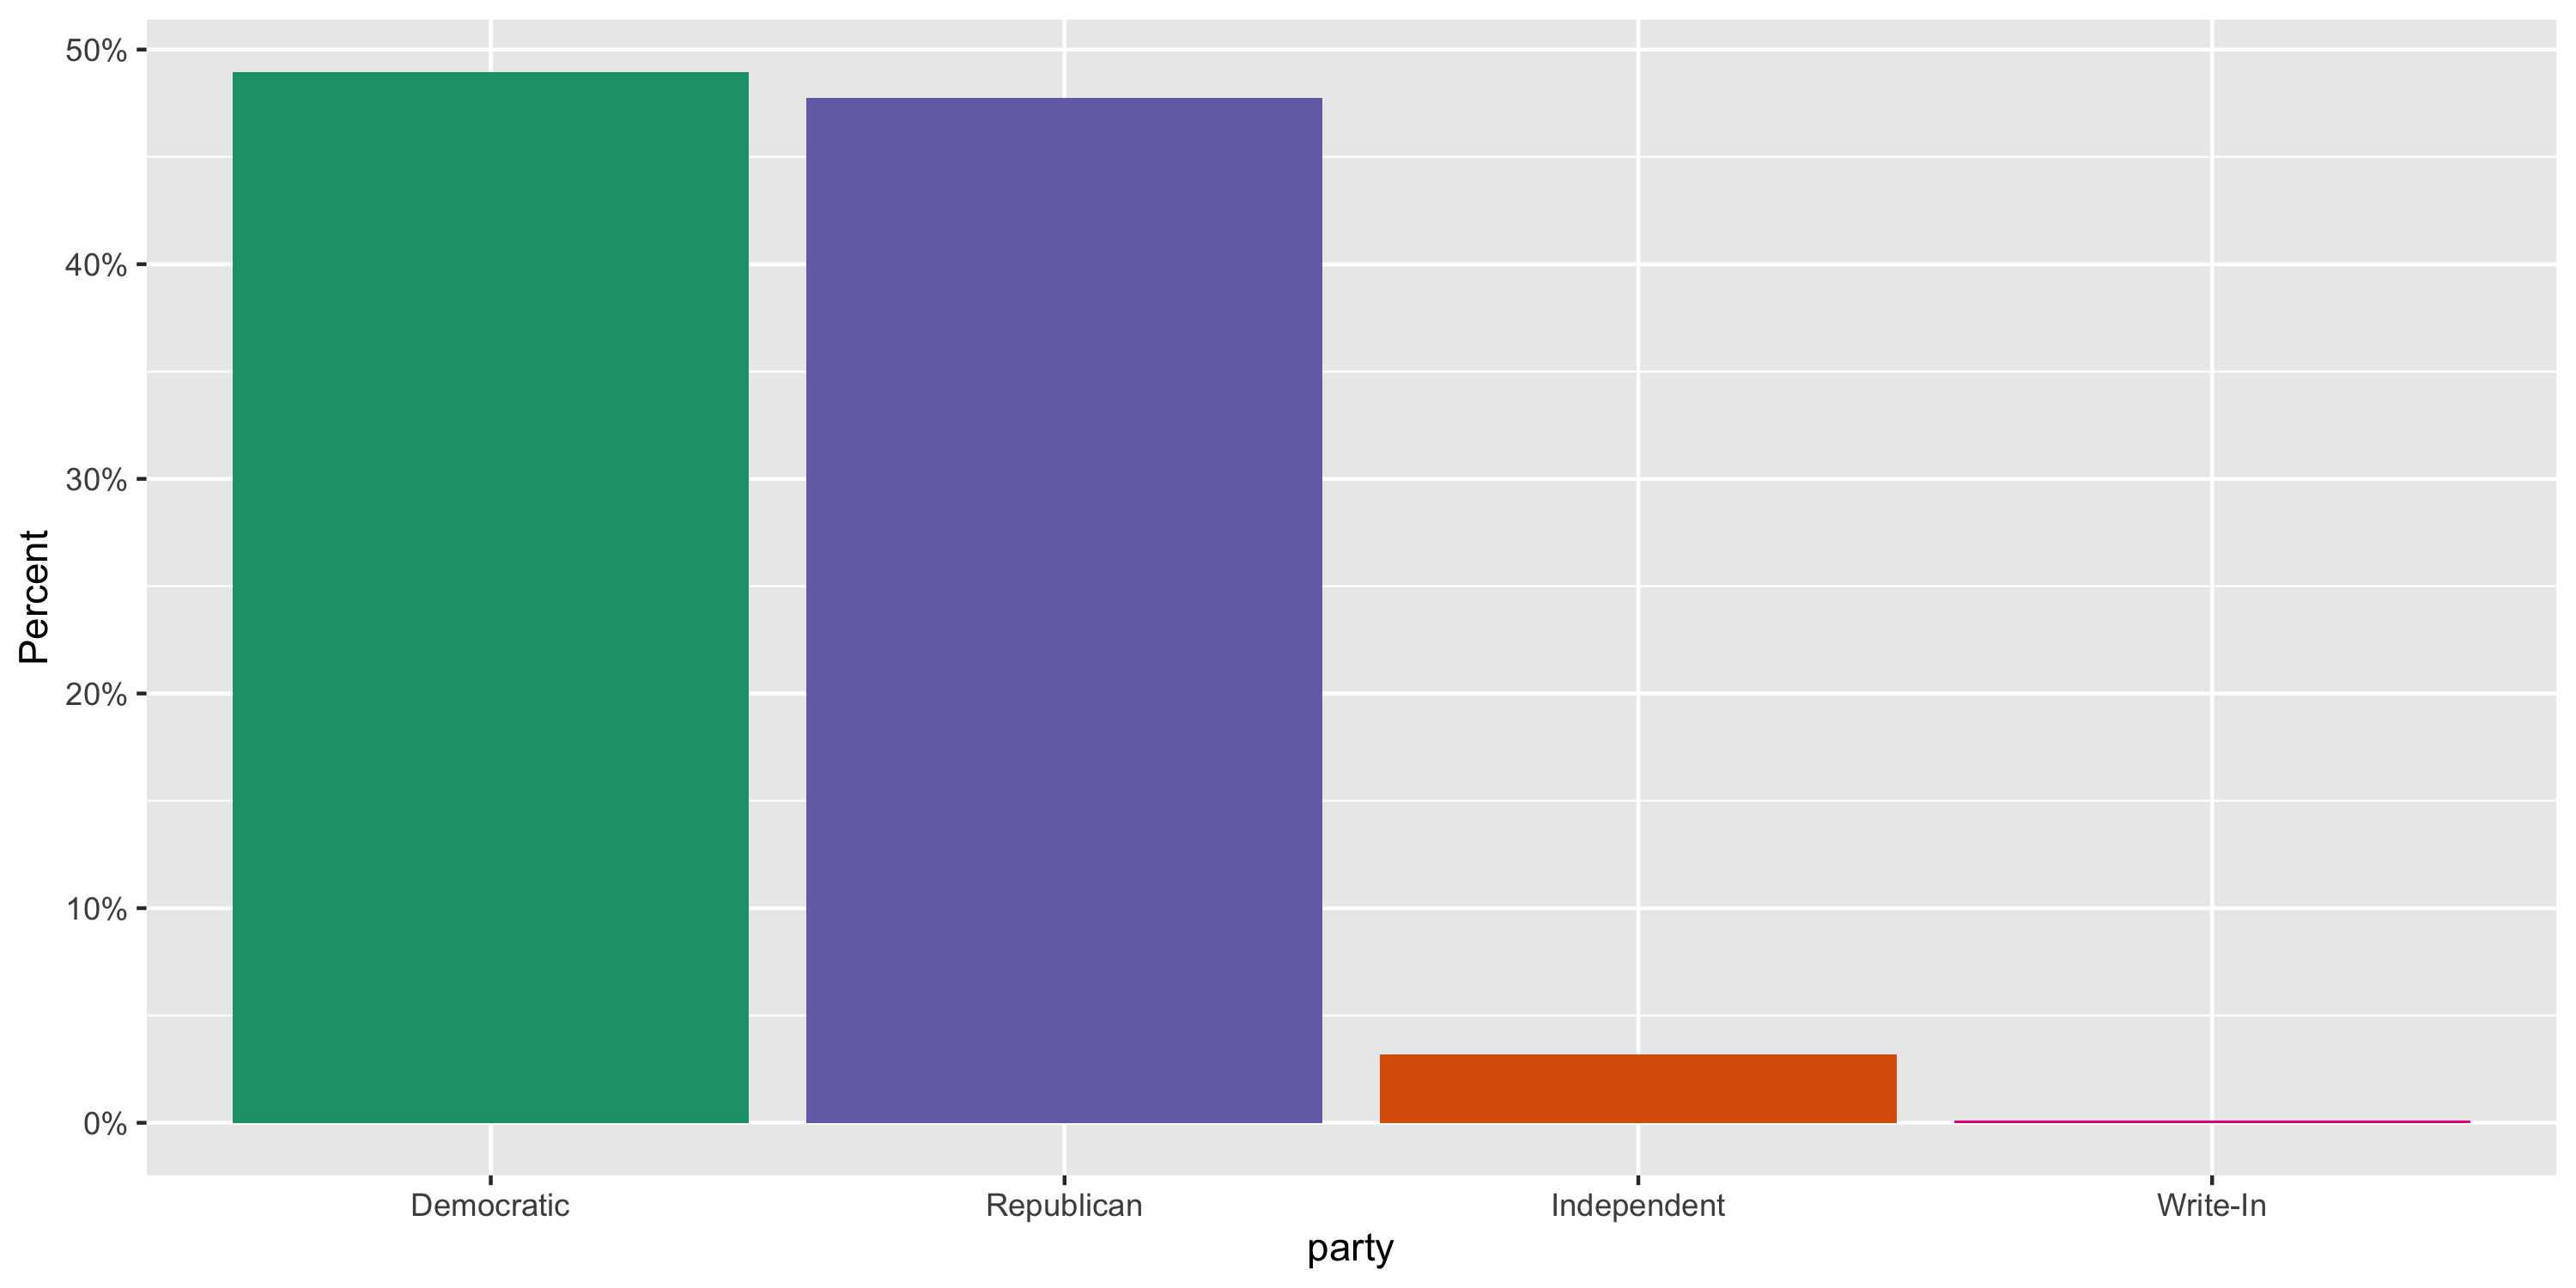 50%
40%
30%
20%
10%
0%
Percent
Democratic
Republican
Independent
Write-In
party